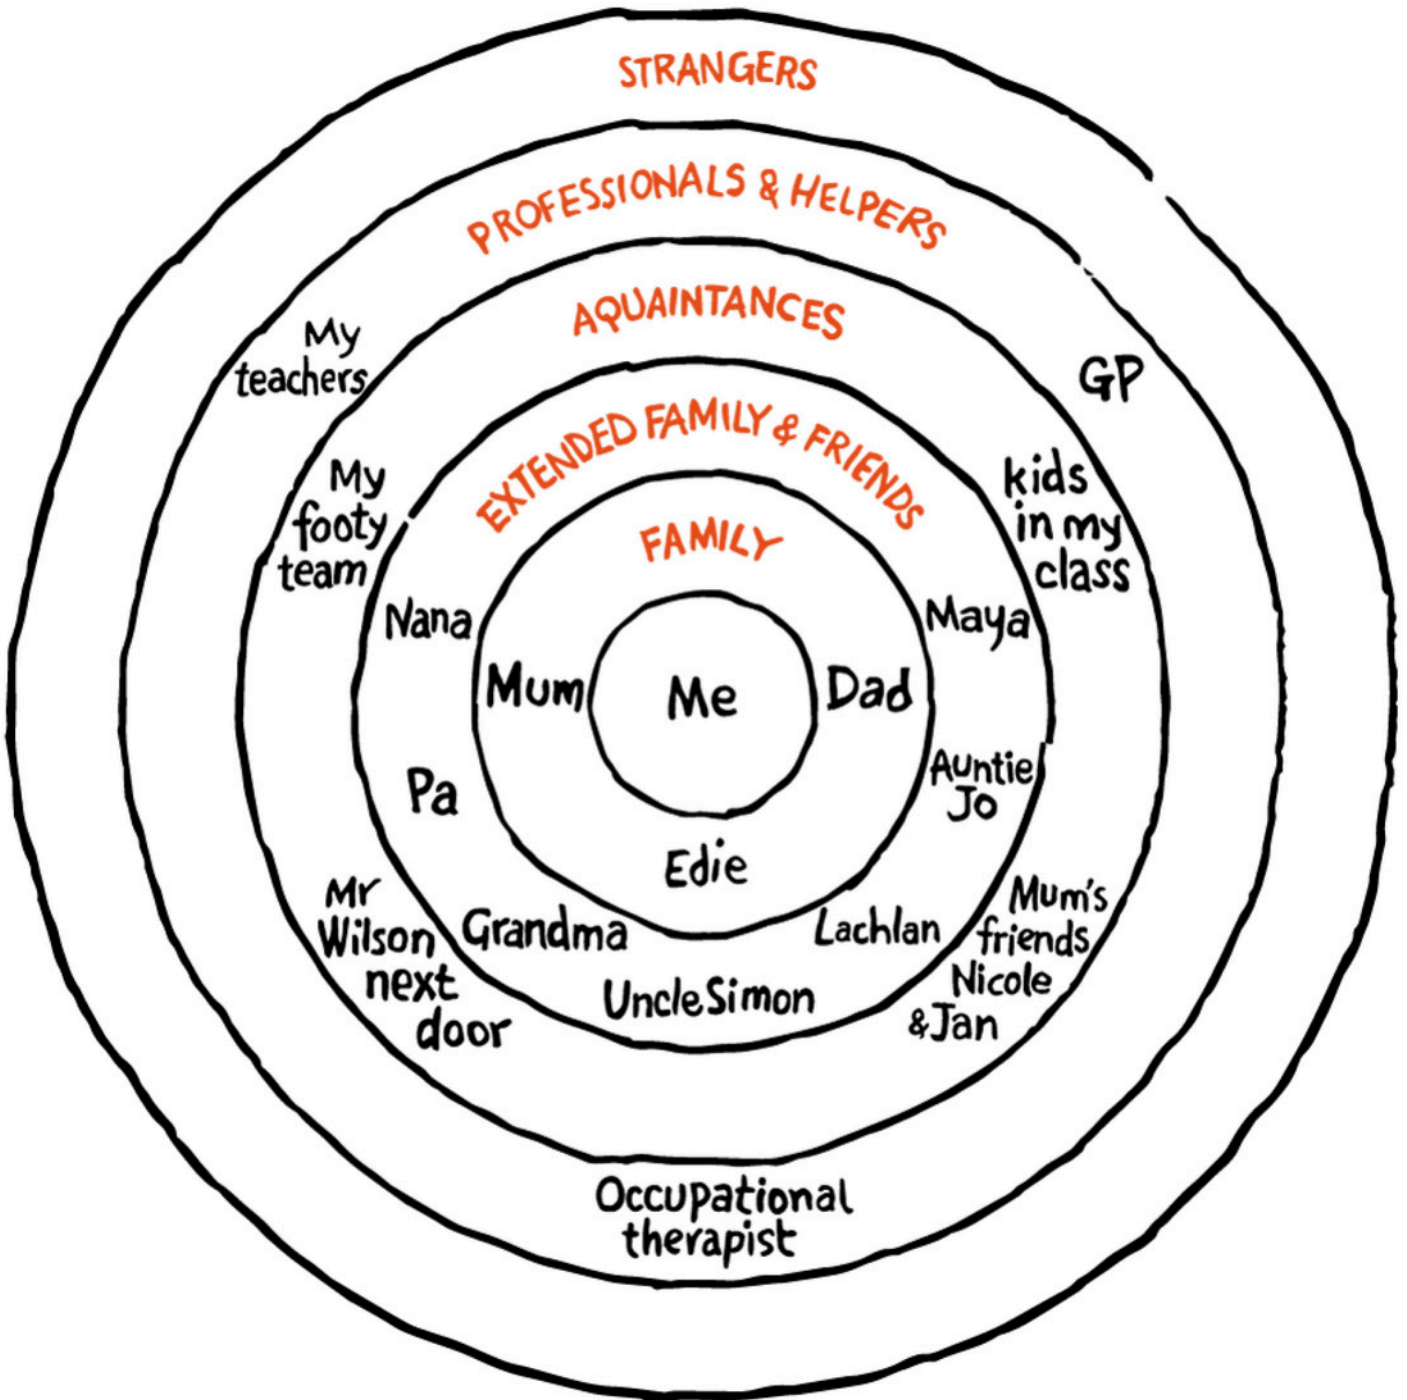 STRANGERS
PROFESSIONALS & HELPERS
AQUAINTANCES
EXTENDED FAMILY & FRIENDS
FAMILY
Me
Mum
Dad
Edie
Nana
Maya
Pa
Auntie
Jo
Grandma
Lachlan
Uncle Simon
My
footy
team
kids
in my
class
Mr
Wilson
next
door
Mum's
friends
Nicole
& Jan
My
teachers
GP
Occupational
therapist